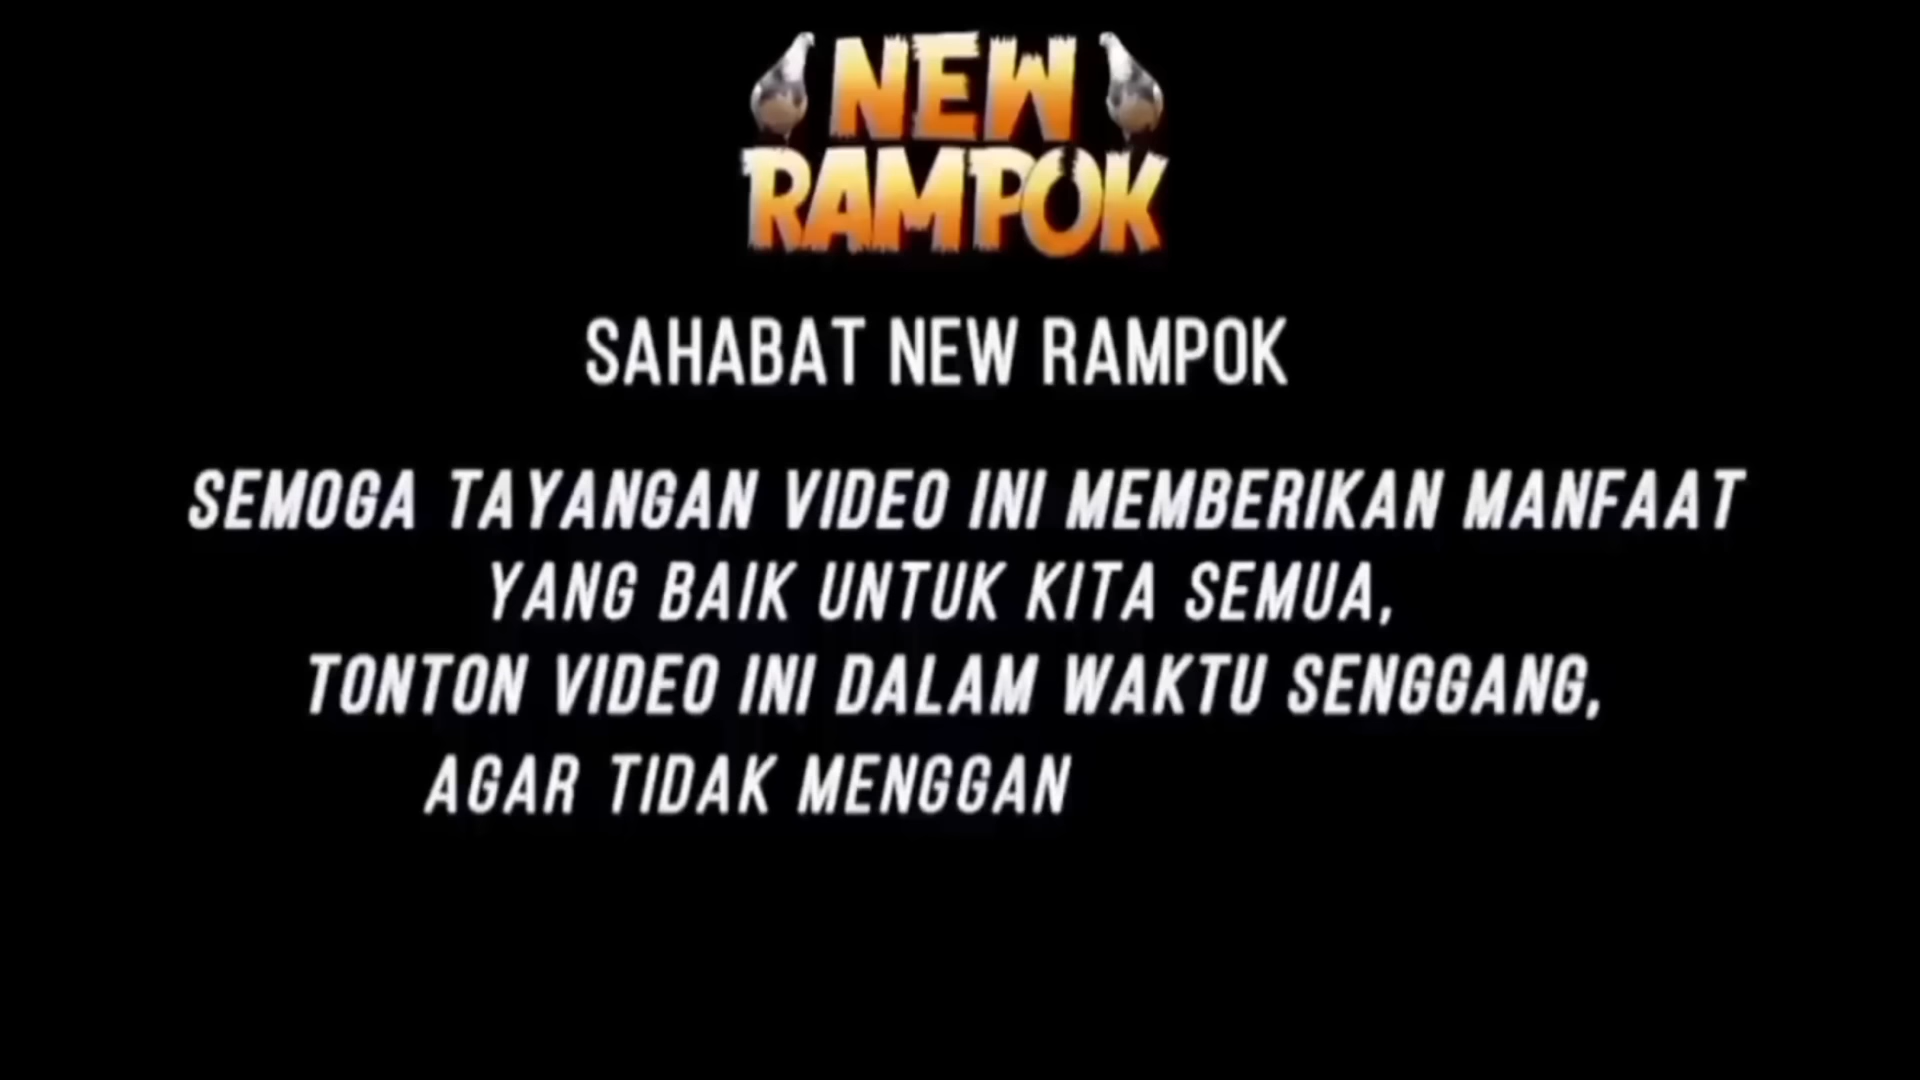 NEW
RAMPOK
SAHABAT NEW RAMPOK
SEMOGA TAYANGAN VIDEO INI MEMBERIKAN MANFAAT
YANG BAIK UNTUK KITA SEMUA,
TONTON VIDEO INI DALAM WAKTU SENGGANG,
AGAR TIDAK MENGGAN